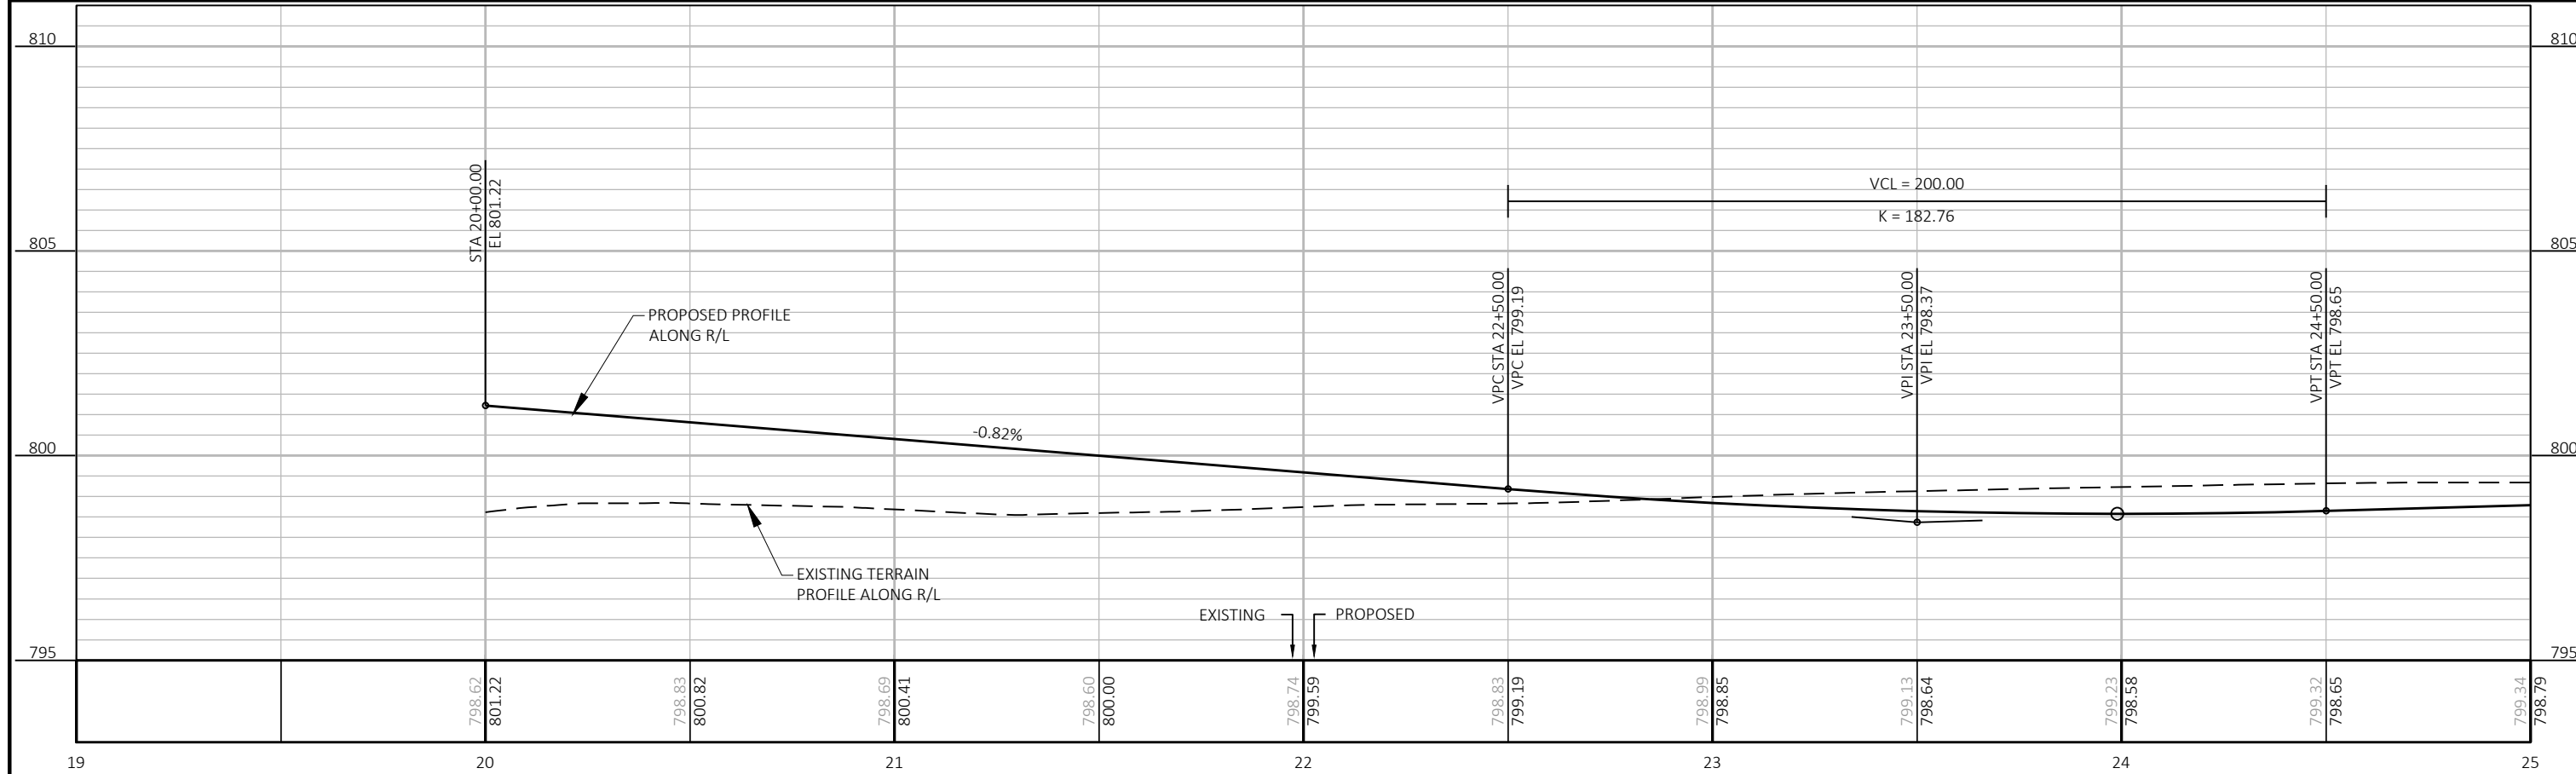 810
810
STA 20+00.00
EL 801.22
VCL = 200.00
K = 182.76
805
805
VPC STA 22+50.00
VPC EL 799.19
VPI STA 23+50.00
VPI EL 798.37
VPT STA 24+50.00
VPT EL 798.65
PROPOSED PROFILE
ALONG R/L
-0.82%
800
800
EXISTING TERRAIN
PROFILE ALONG R/L
EXISTING
PROPOSED
795
795
798.62
801.22
798.83
800.82
798.69
800.41
798.60
800.00
798.74
799.59
798.83
799.19
798.99
798.85
799.13
798.64
799.23
798.58
799.32
798.65
799.34
798.79
19
20
21
22
23
24
25